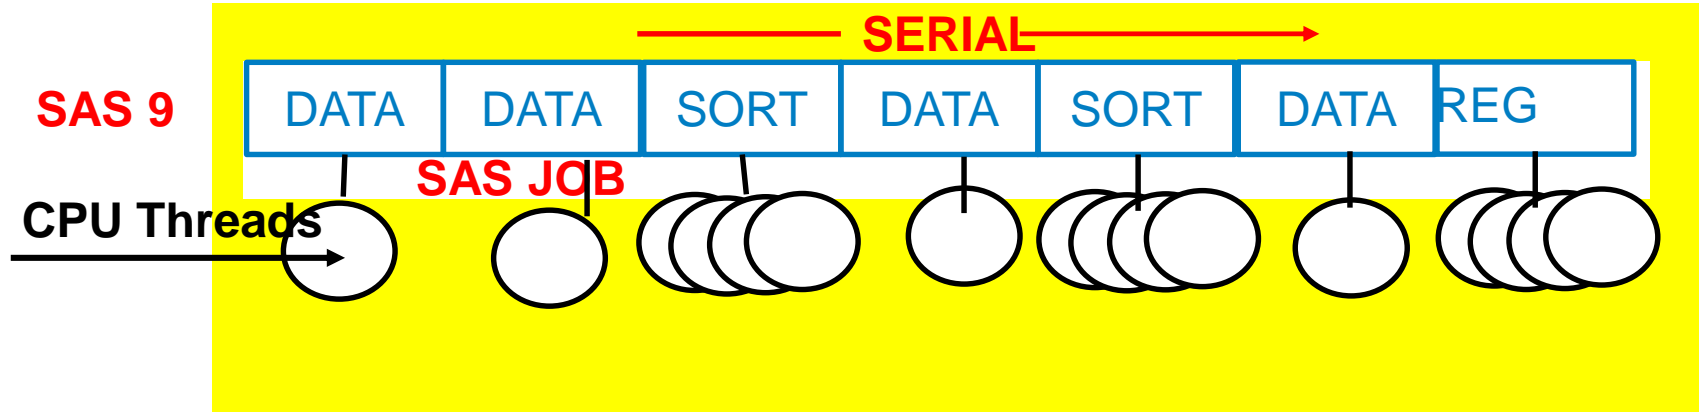 SERIAL
SAS 9
DATA DATA SORT DATA SORT DATA REG
SAS JOB
CPU Threads